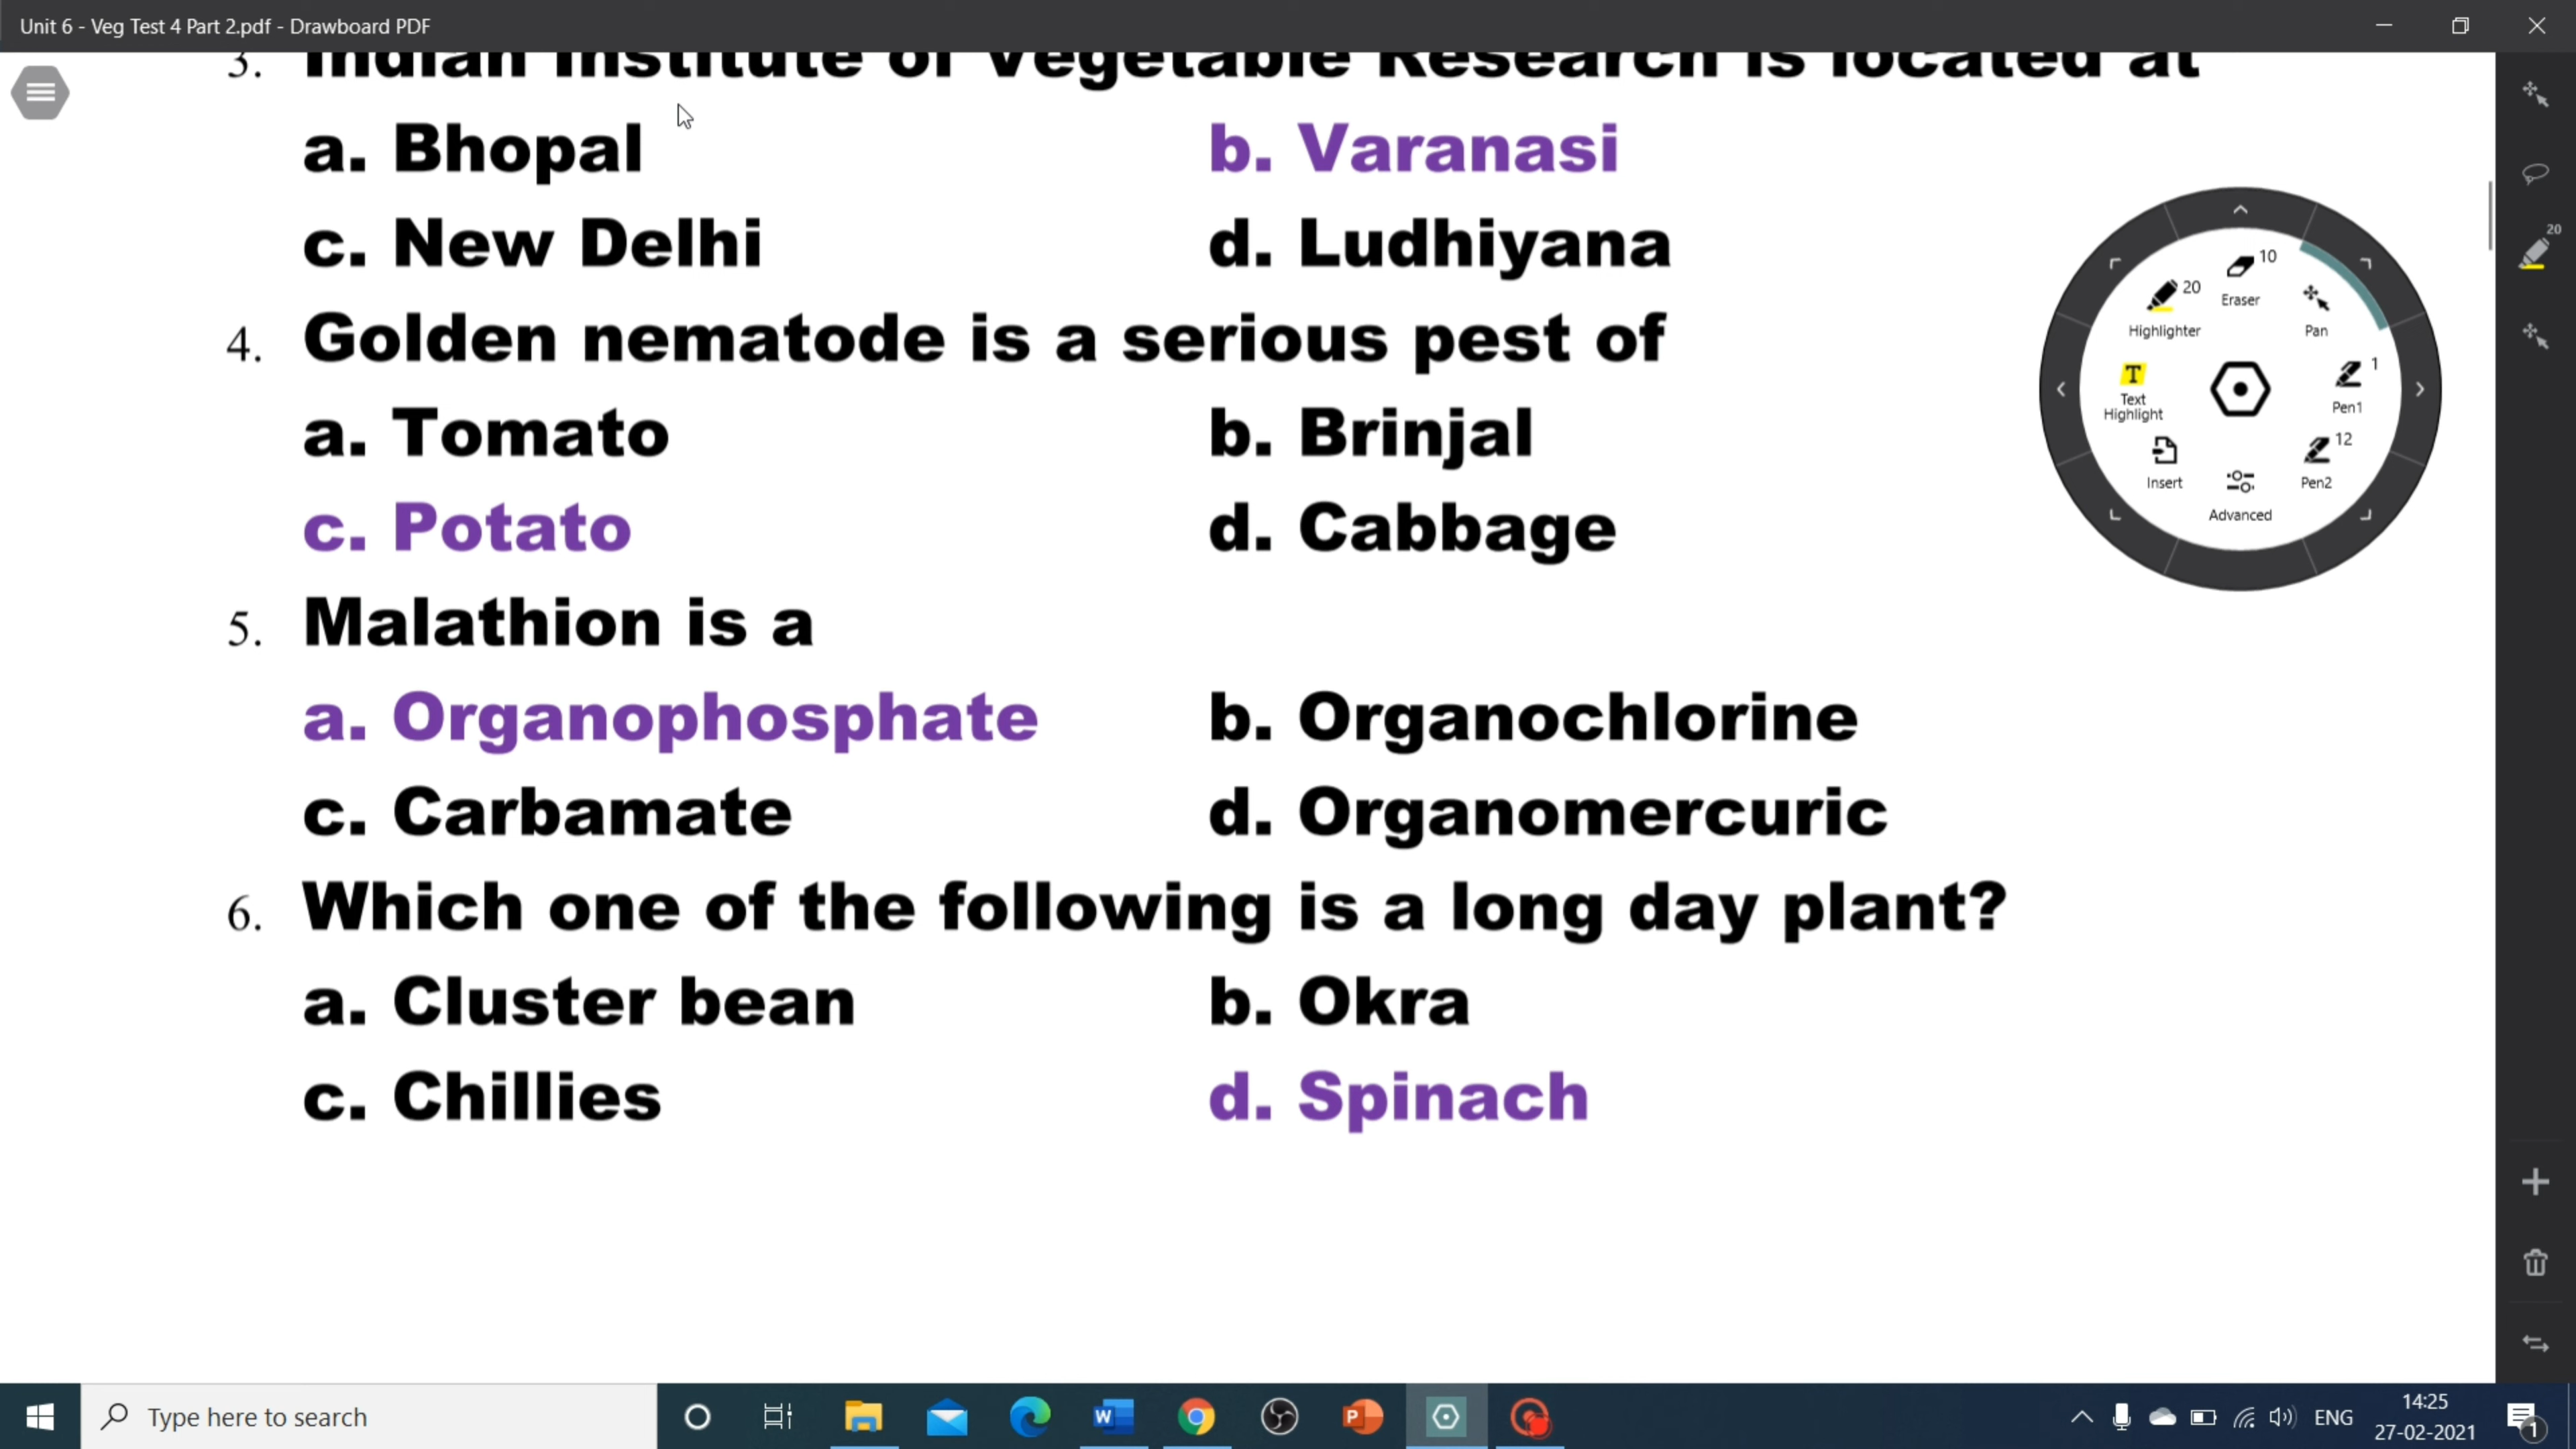 Unit 6 - Veg Test 4 Part 2.pdf - Drawboard PDF
3. Indian Institute of Vegetable Research is located at
a. Bhopal b. Varanasi
c. New Delhi d. Ludhiyana
4. Golden nematode is a serious pest of
a. Tomato b. Brinjal
c. Potato d. Cabbage
5. Malathion is a
a. Organophosphate b. Organochlorine
c. Carbamate d. Organomercuric
6. Which one of the following is a long day plant?
a. Cluster bean b. Okra
c. Chillies d. Spinach
10
Eraser
20
Highlighter
Pan
T
Text
Highlight
1
Pen1
Insert
12
Pen2
Advanced
20
Type here to search
W
P
ENG
14:25
27-02-2021
1